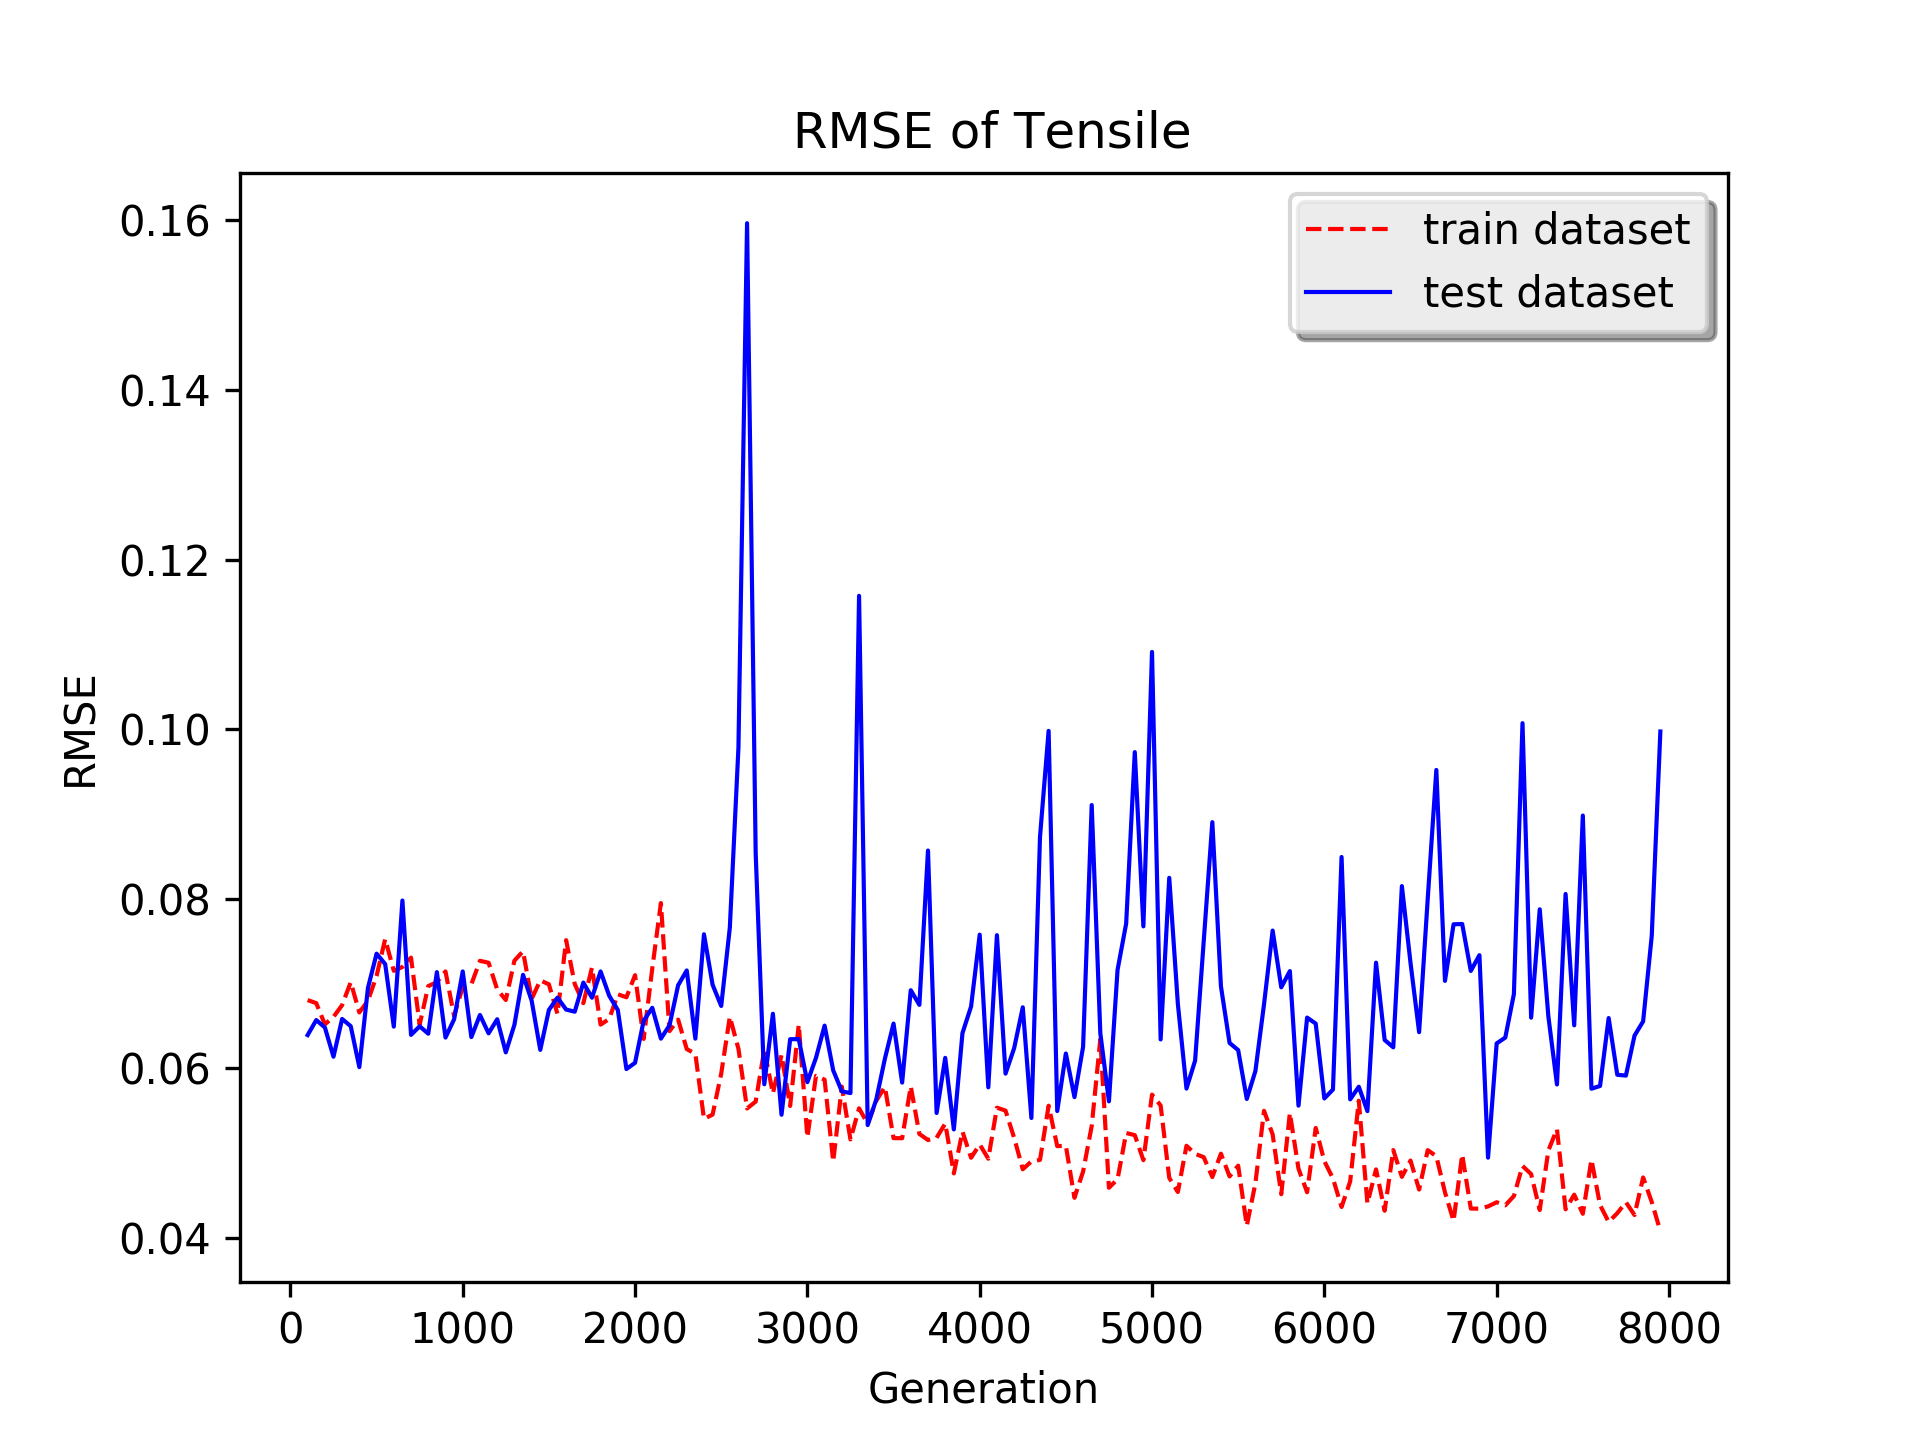 RMSE of Tensile
train dataset
test dataset
0.16
0.14
0.12
0.10
0.08
0.06
0.04
RMSE
0 1000 2000 3000 4000 5000 6000 7000 8000
Generation